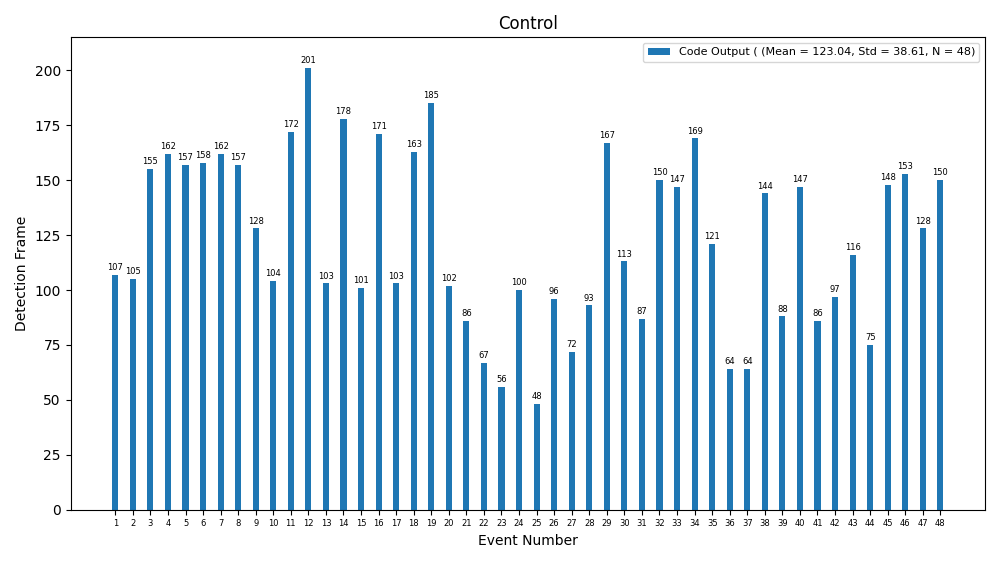 Control
Code Output ( (Mean = 123.04, Std = 38.61, N = 48)
Detection Frame
200
175
150
125
100
75
50
25
0
107 105 155 162 157 158 162 157 128 104 172 201 103 178 101 171 103 163 185 102 86 67 56 100 48 96 72 93 167 113 87 150 147 169 121 64 64 144 88 147 86 97 116 75 148 153 128 150
1 2 3 4 5 6 7 8 9 10 11 12 13 14 15 16 17 18 19 20 21 22 23 24 25 26 27 28 29 30 31 32 33 34 35 36 37 38 39 40 41 42 43 44 45 46 47 48
Event Number